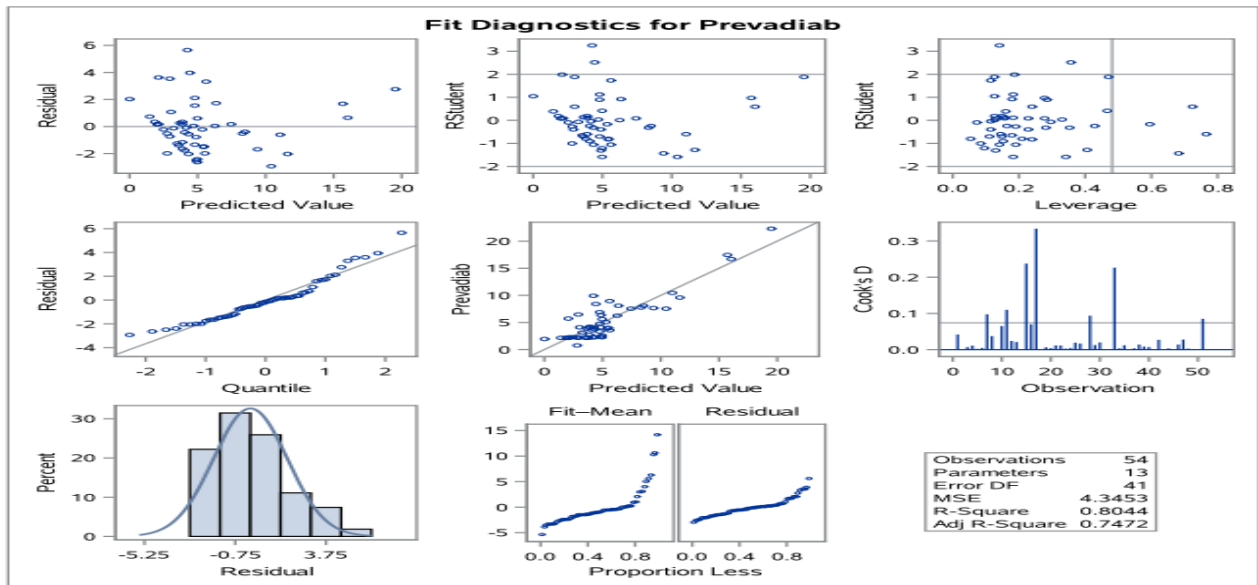 Fit Diagnostics for Prevadiab
Residual
6
4
2
0
-2
0 5 10 15 20
Predicted Value
RStudent
3
2
1
0
-1
-2
0 5 10 15 20
Predicted Value
RStudent
3
2
1
0
-1
-2
0.0 0.2 0.4 0.6 0.8
Leverage
Residual
6
4
2
0
-2
-4
-2 -1 0 1 2
Quantile
Prevadiab
20
15
10
5
0
0 5 10 15 20
Predicted Value
Cook's D
0.3
0.2
0.1
0.0
0 10 20 30 40 50
Observation
Percent
30
20
10
0
-5.25 -0.75 3.75
Residual
Fit–Mean Residual
15
10
5
0
-5
0.0 0.4 0.8 0.0 0.4 0.8
Proportion Less
Observations 54
Parameters 13
Error DF 41
MSE 4.3453
R-Square 0.8044
Adj R-Square 0.7472